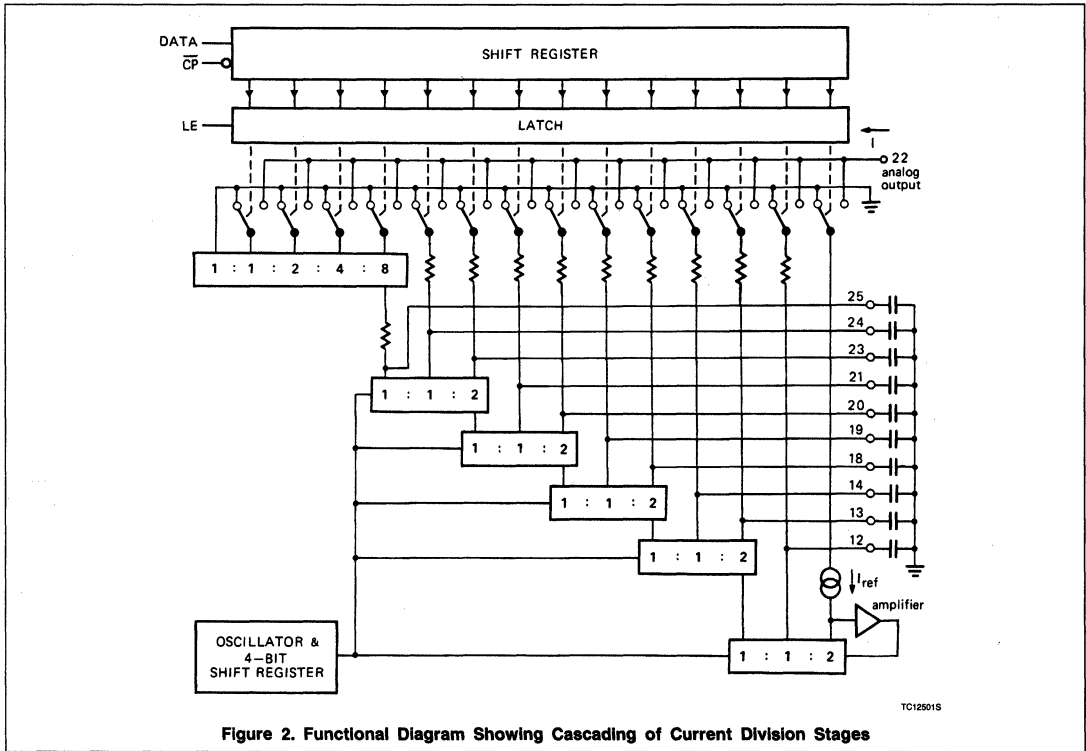 DATA
CP
SHIFT REGISTER
LE
LATCH
I
22
analog
output
1 : 1 : 2 : 4 : 8
25
24
23
21
1 : 1 : 2
20
19
1 : 1 : 2
18
14
1 : 1 : 2
13
12
1 : 1 : 2
Iref
amplifier
OSCILLATOR &
4-BIT
SHIFT REGISTER
1 : 1 : 2
TC12501S
Figure 2. Functional Diagram Showing Cascading of Current Division Stages